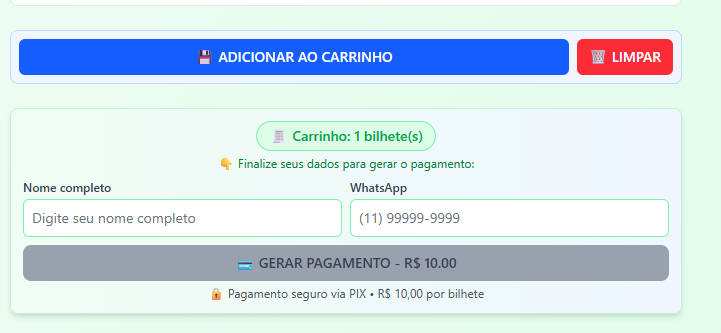 ADICIONAR AO CARRINHO
LIMPAR
Carrinho: 1 bilhete(s)
Finalize seus dados para gerar o pagamento:
Nome completo
WhatsApp
Digite seu nome completo
(11) 99999-9999
GERAR PAGAMENTO - R$ 10.00
Pagamento seguro via PIX • R$ 10,00 por bilhete